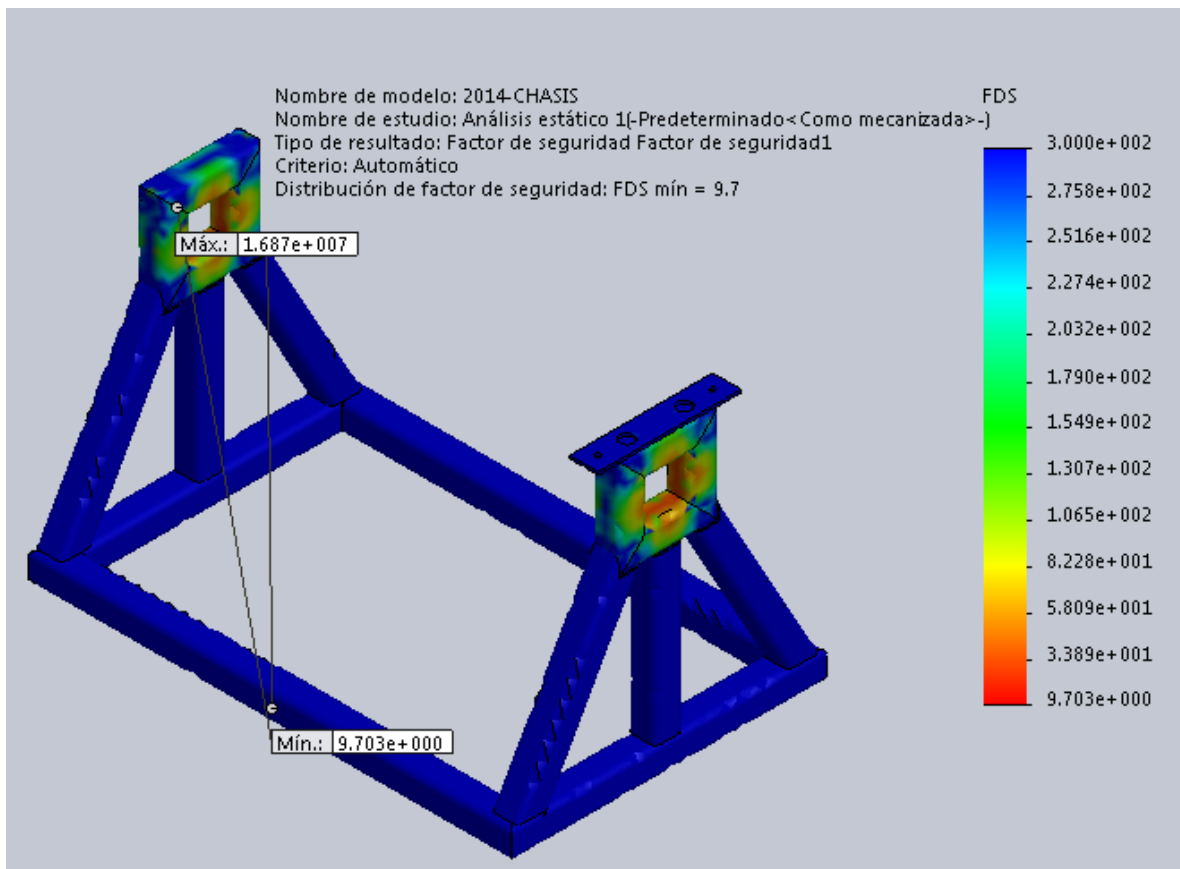 Nombre de modelo: 2014-CHASIS
Nombre de estudio: Análisis estático 1(-Predeterminado<Como mecanizada>-)
Tipo de resultado: Factor de seguridad Factor de seguridad1
Criterio: Automático
Distribución de factor de seguridad: FDS mín = 9.7
FDS
3.000e+002
2.758e+002
2.516e+002
2.274e+002
2.032e+002
1.790e+002
1.549e+002
1.307e+002
1.065e+002
8.228e+001
5.809e+001
3.389e+001
9.703e+000
Máx.: 1.687e+007
Mín.: 9.703e+000